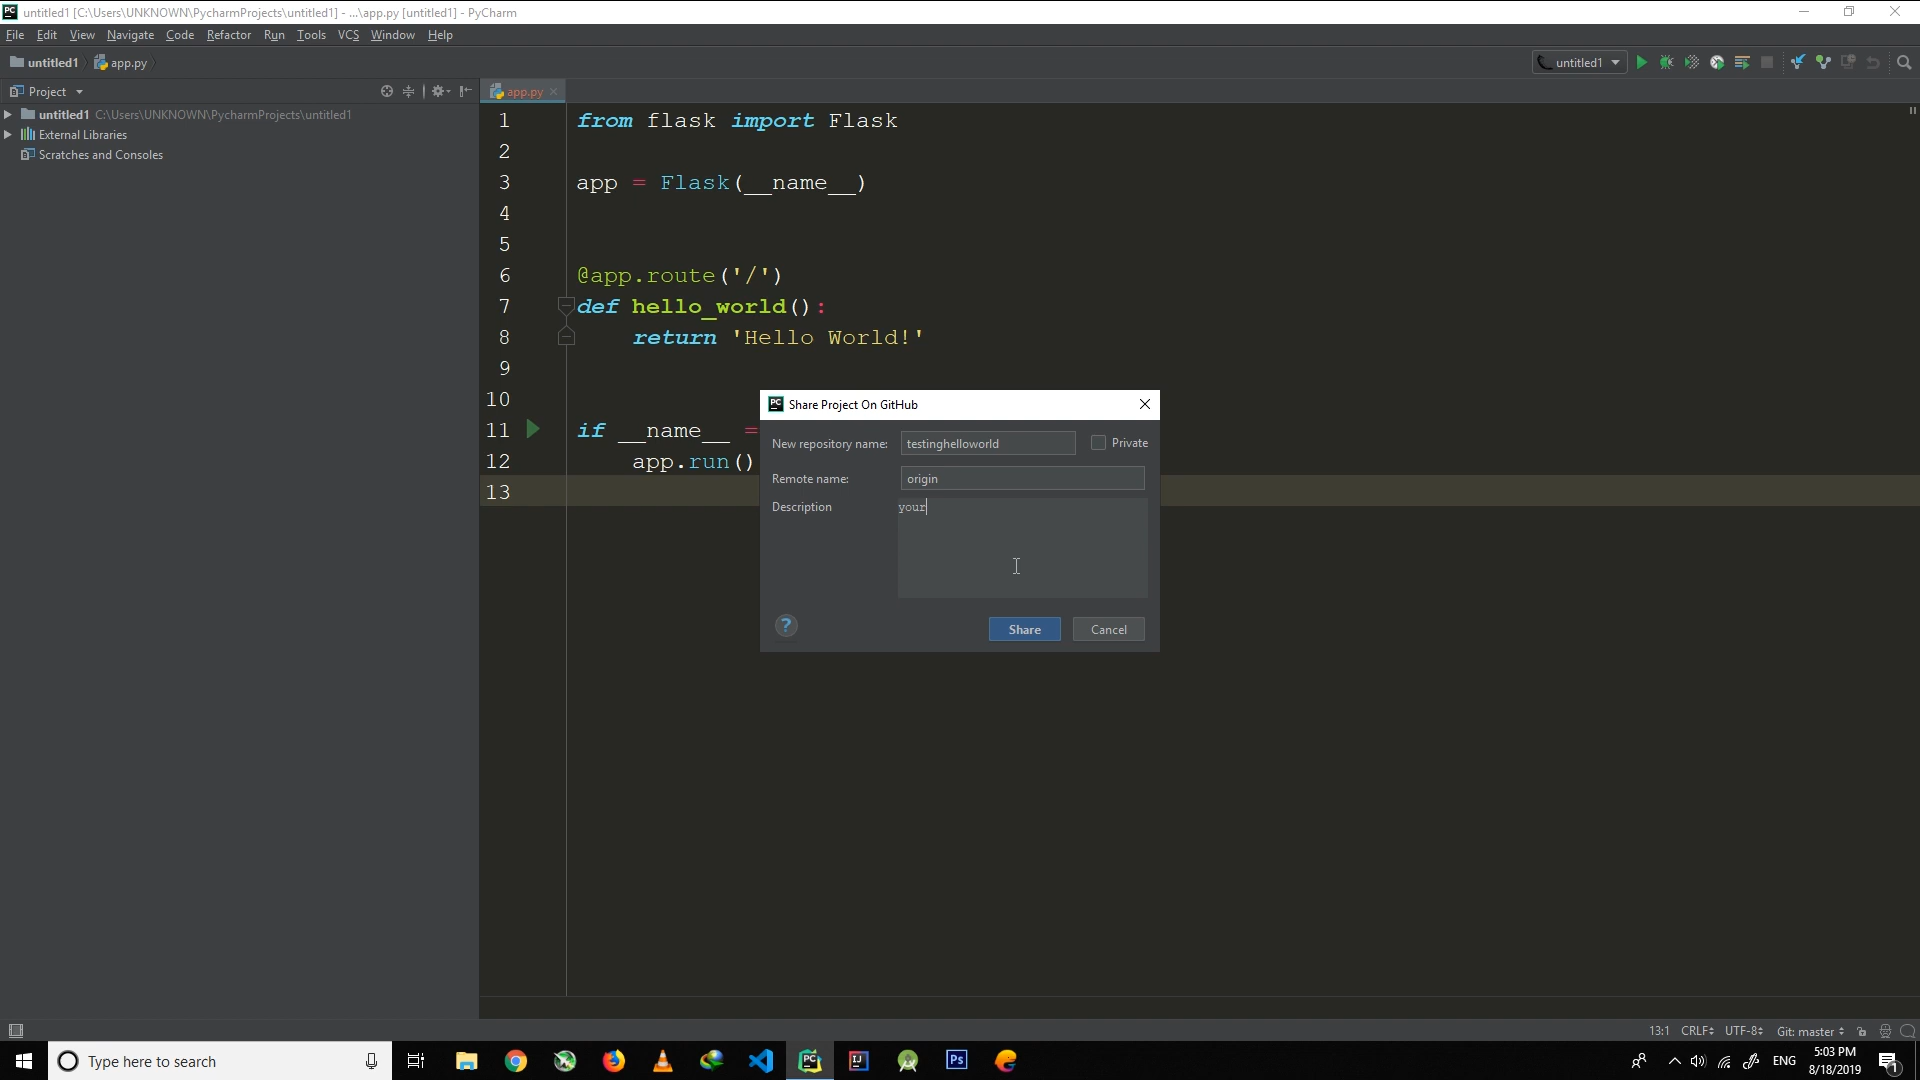 untitled1 [C:\Users\UNKNOWN\PycharmProjects\untitled1] - ...\app.py [untitled1] - PyCharm
File Edit View Navigate Code Refactor Run Tools VCS Window Help
untitled1 app.py untitled1
Project app.py
untitled1 C:\Users\UNKNOWN\PycharmProjects\untitled1
External Libraries
Scratches and Consoles
1 from flask import Flask
2
3 app = Flask(__name__)
4
5
6 @app.route('/')
7 def hello_world():
8 return 'Hello World!'
9
10
11 if __name__ =
12 app.run()
13
Share Project On GitHub
New repository name: testinghelloworld Private
Remote name: origin
Description your
? Share Cancel
13:1 CRLF UTF-8 Git: master
Type here to search
ENG 5:03 PM
8/18/2019
1